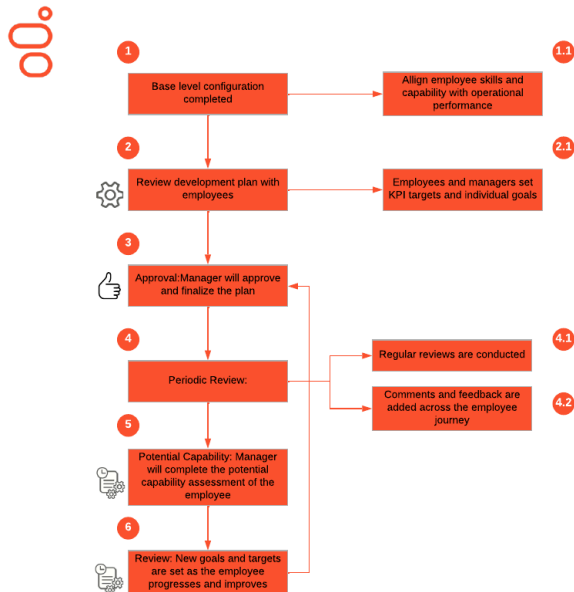 1
1.1
Base level configuration
completed
Allign employee skills and
capability with operational
performance
2
2.1
Review development plan with
employees
Employees and managers set
KPI targets and individual goals
3
Approval:Manager will approve
and finalize the plan
4
4.1
Periodic Review:
Regular reviews are conducted
4.2
Comments and feedback are
added across the employee
journey
5
Potential Capability: Manager
will complete the potential
capability assessment of the
employee
6
Review: New goals and targets
are set as the employee
progresses and improves